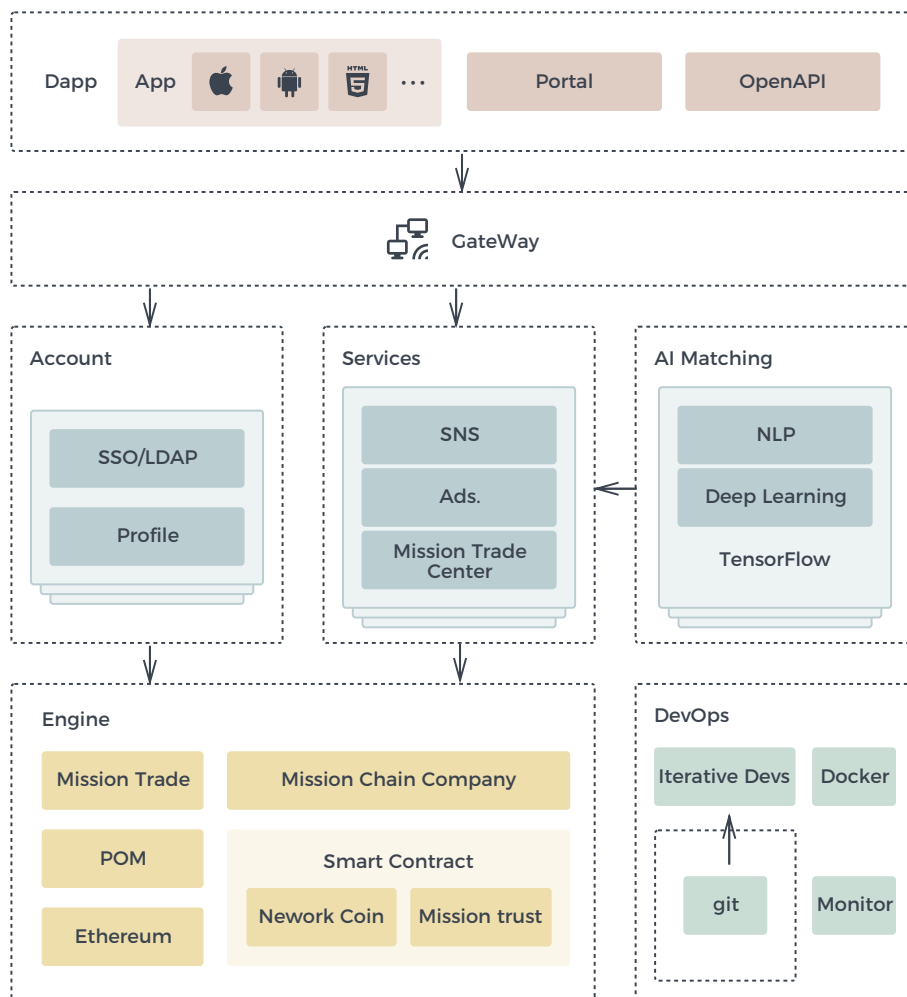 Dapp
App
HTML
5
...
Portal
OpenAPI
GateWay
Account
SSO/LDAP
Profile
Services
SNS
Ads.
Mission Trade
Center
AI Matching
NLP
Deep Learning
TensorFlow
Engine
Mission Trade
Mission Chain Company
POM
Ethereum
Smart Contract
Nework Coin
Mission trust
DevOps
Iterative Devs
Docker
git
Monitor